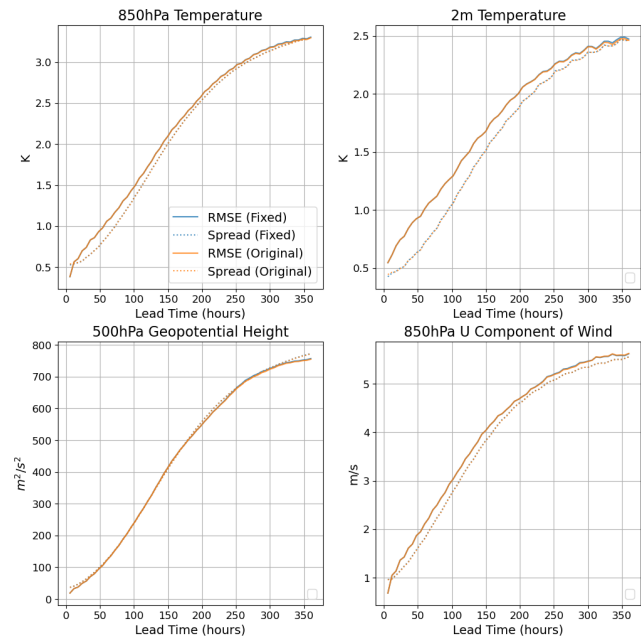 850hPa Temperature
K
3.0
2.5
2.0
1.5
1.0
0.5
RMSE (Fixed)
Spread (Fixed)
RMSE (Original)
Spread (Original)
0 50 100 150 200 250 300 350
Lead Time (hours)
2m Temperature
K
2.5
2.0
1.5
1.0
0.5
0 50 100 150 200 250 300 350
Lead Time (hours)
500hPa Geopotential Height
m²/s²
800
700
600
500
400
300
200
100
0
0 50 100 150 200 250 300 350
Lead Time (hours)
850hPa U Component of Wind
m/s
5
4
3
2
1
0 50 100 150 200 250 300 350
Lead Time (hours)